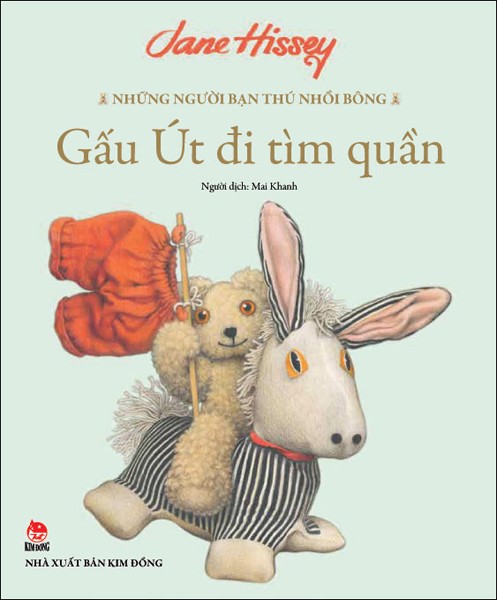 Jane Hissey
NHỮNG NGƯỜI BẠN THÚ NHỒI BÔNG
Gấu Út đi tìm quần
Người dịch: Mai Khanh
KIM ĐỒNG
NHÀ XUẤT BẢN KIM ĐỒNG